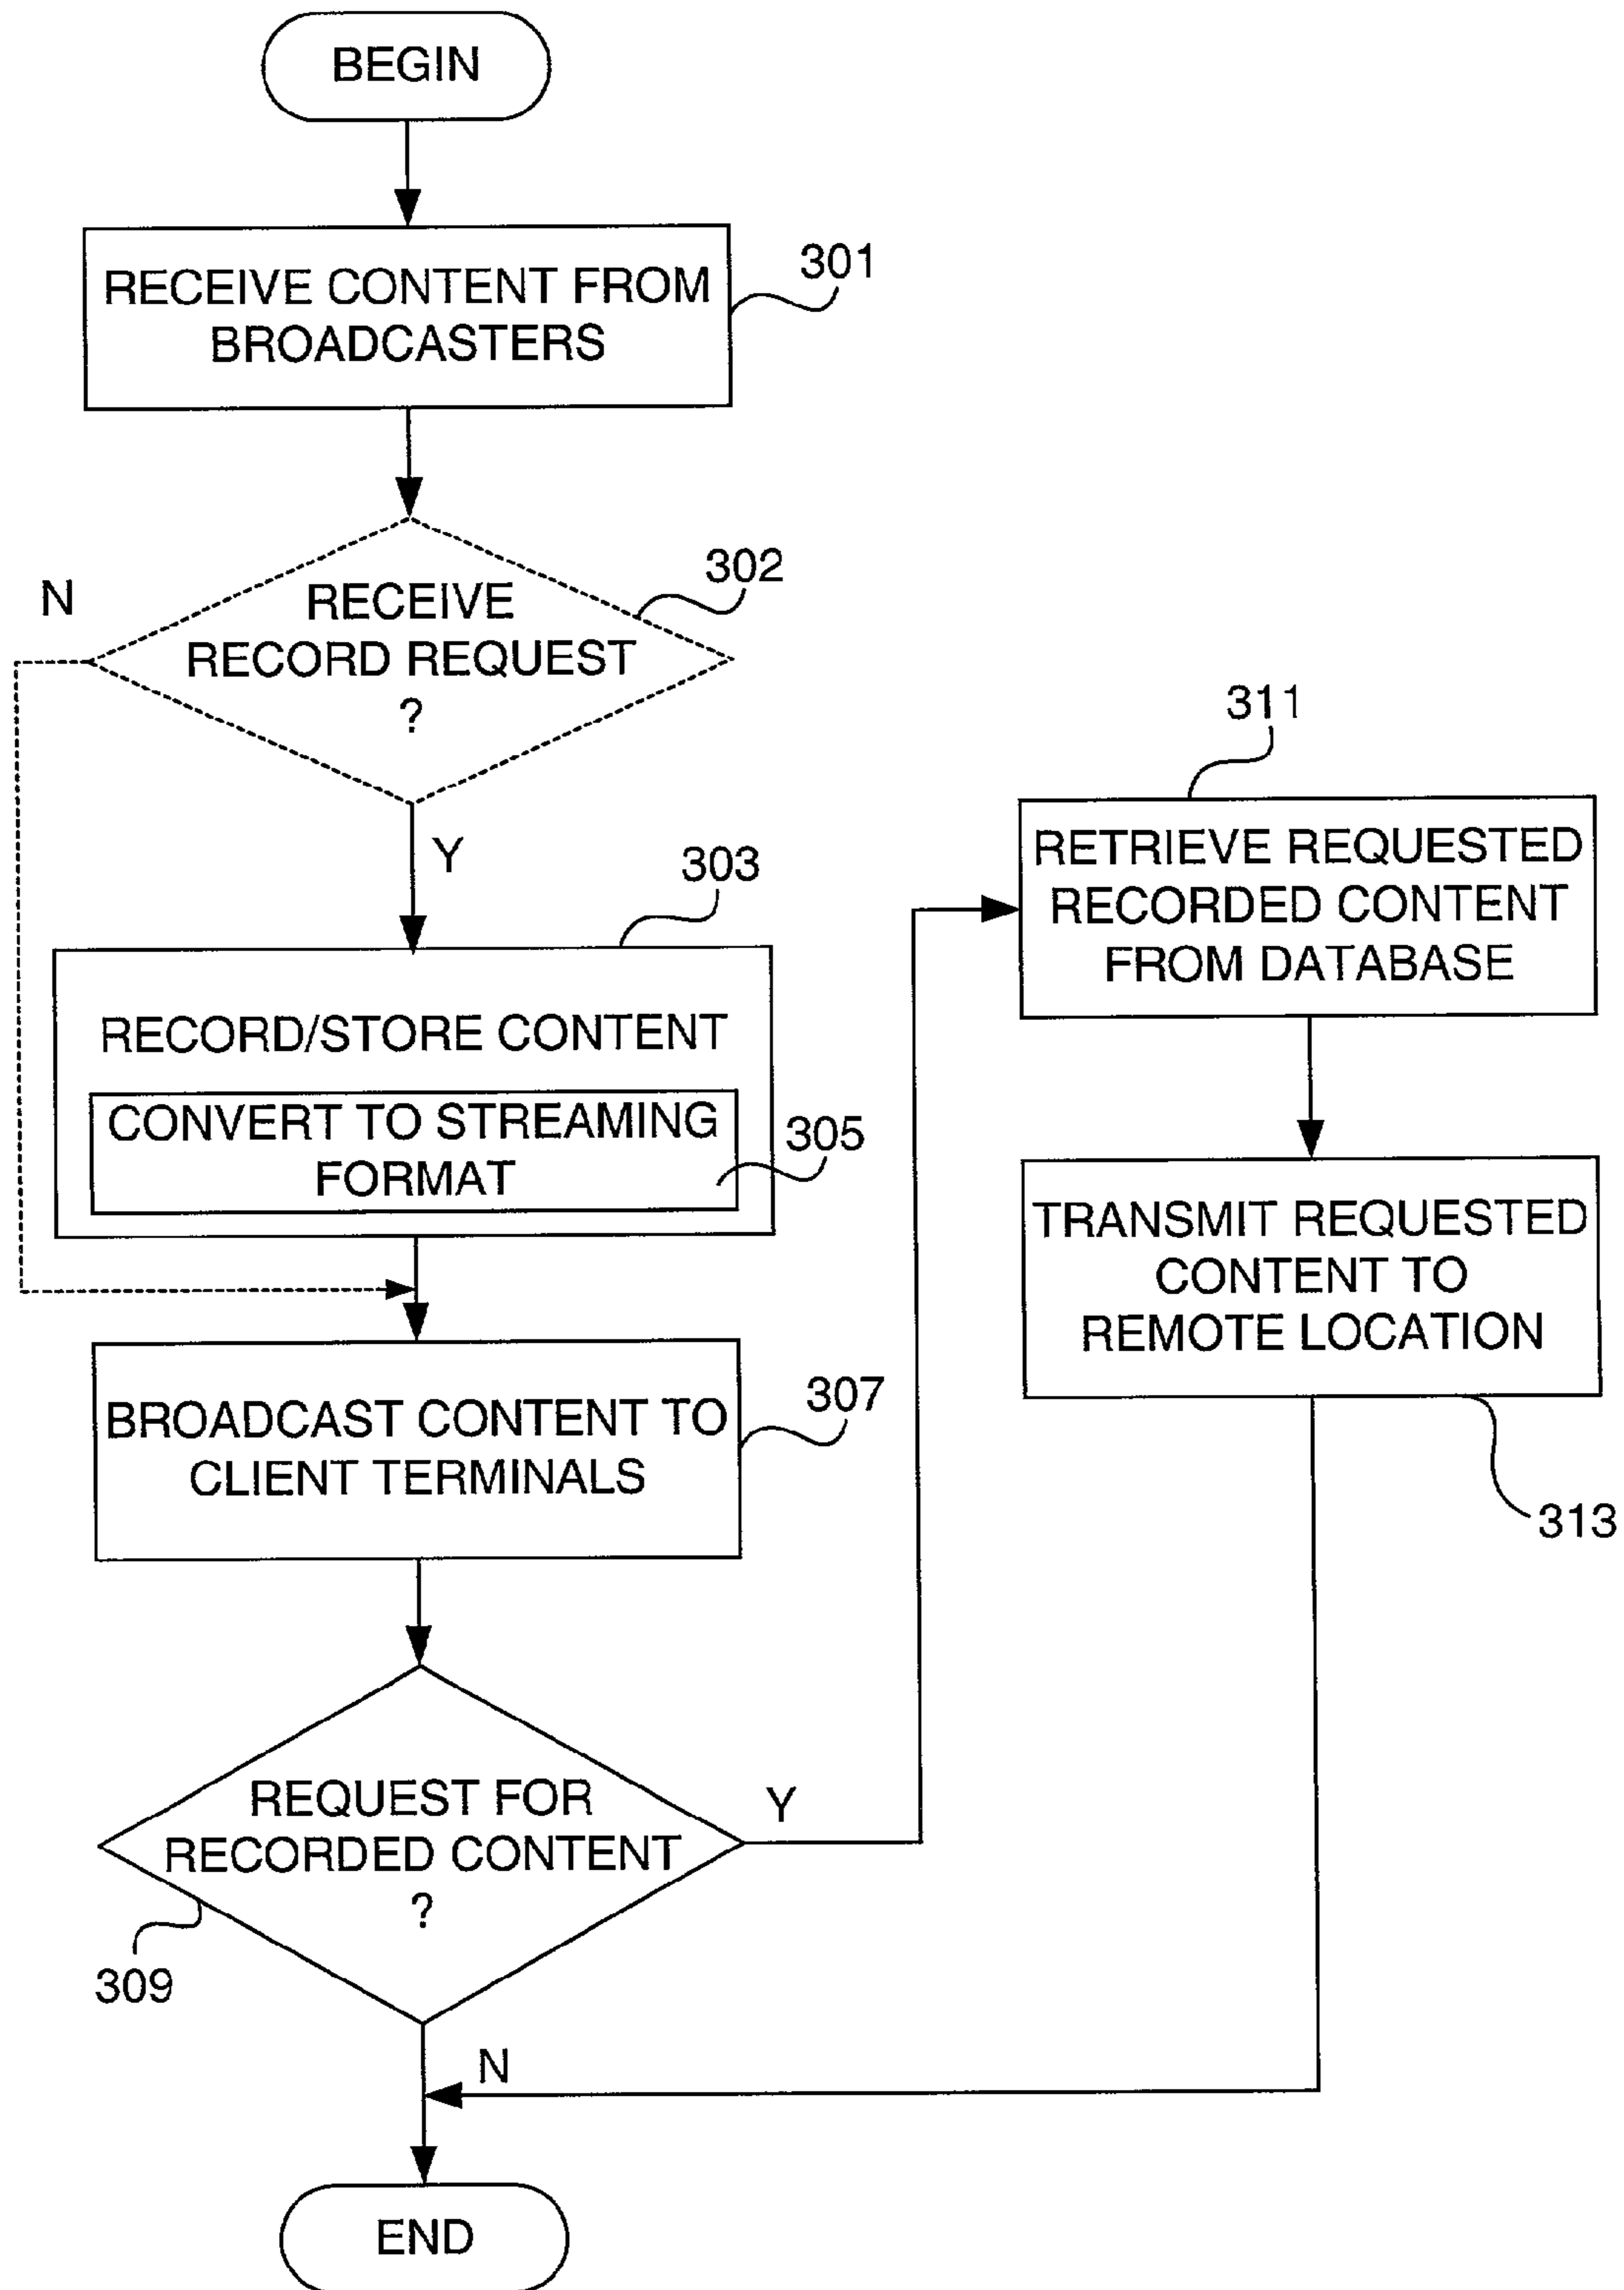 BEGIN
RECEIVE CONTENT FROM
BROADCASTERS
301
302
N
RECEIVE
RECORD REQUEST
?
Y
303
RECORD/STORE CONTENT
CONVERT TO STREAMING
FORMAT
305
BROADCAST CONTENT TO
CLIENT TERMINALS
307
REQUEST FOR
RECORDED CONTENT
?
Y
309
N
311
RETRIEVE REQUESTED
RECORDED CONTENT
FROM DATABASE
TRANSMIT REQUESTED
CONTENT TO
REMOTE LOCATION
313
END